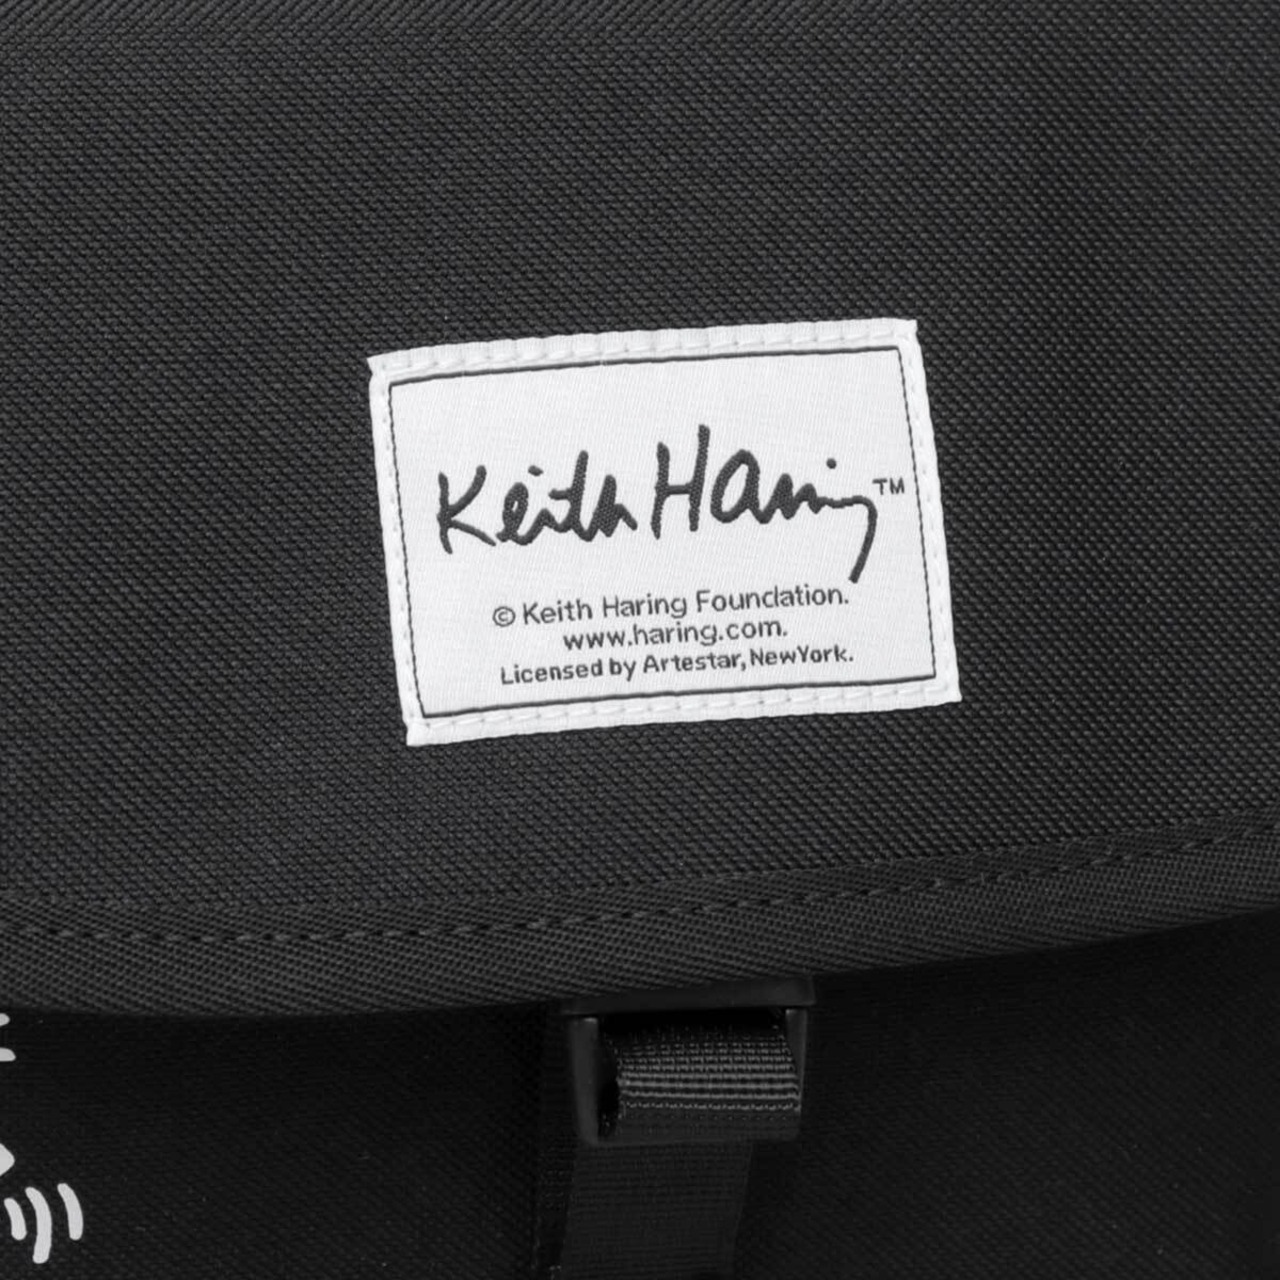 Keith Haring™
© Keith Haring Foundation.
www.haring.com.
Licensed by Artestar, NewYork.